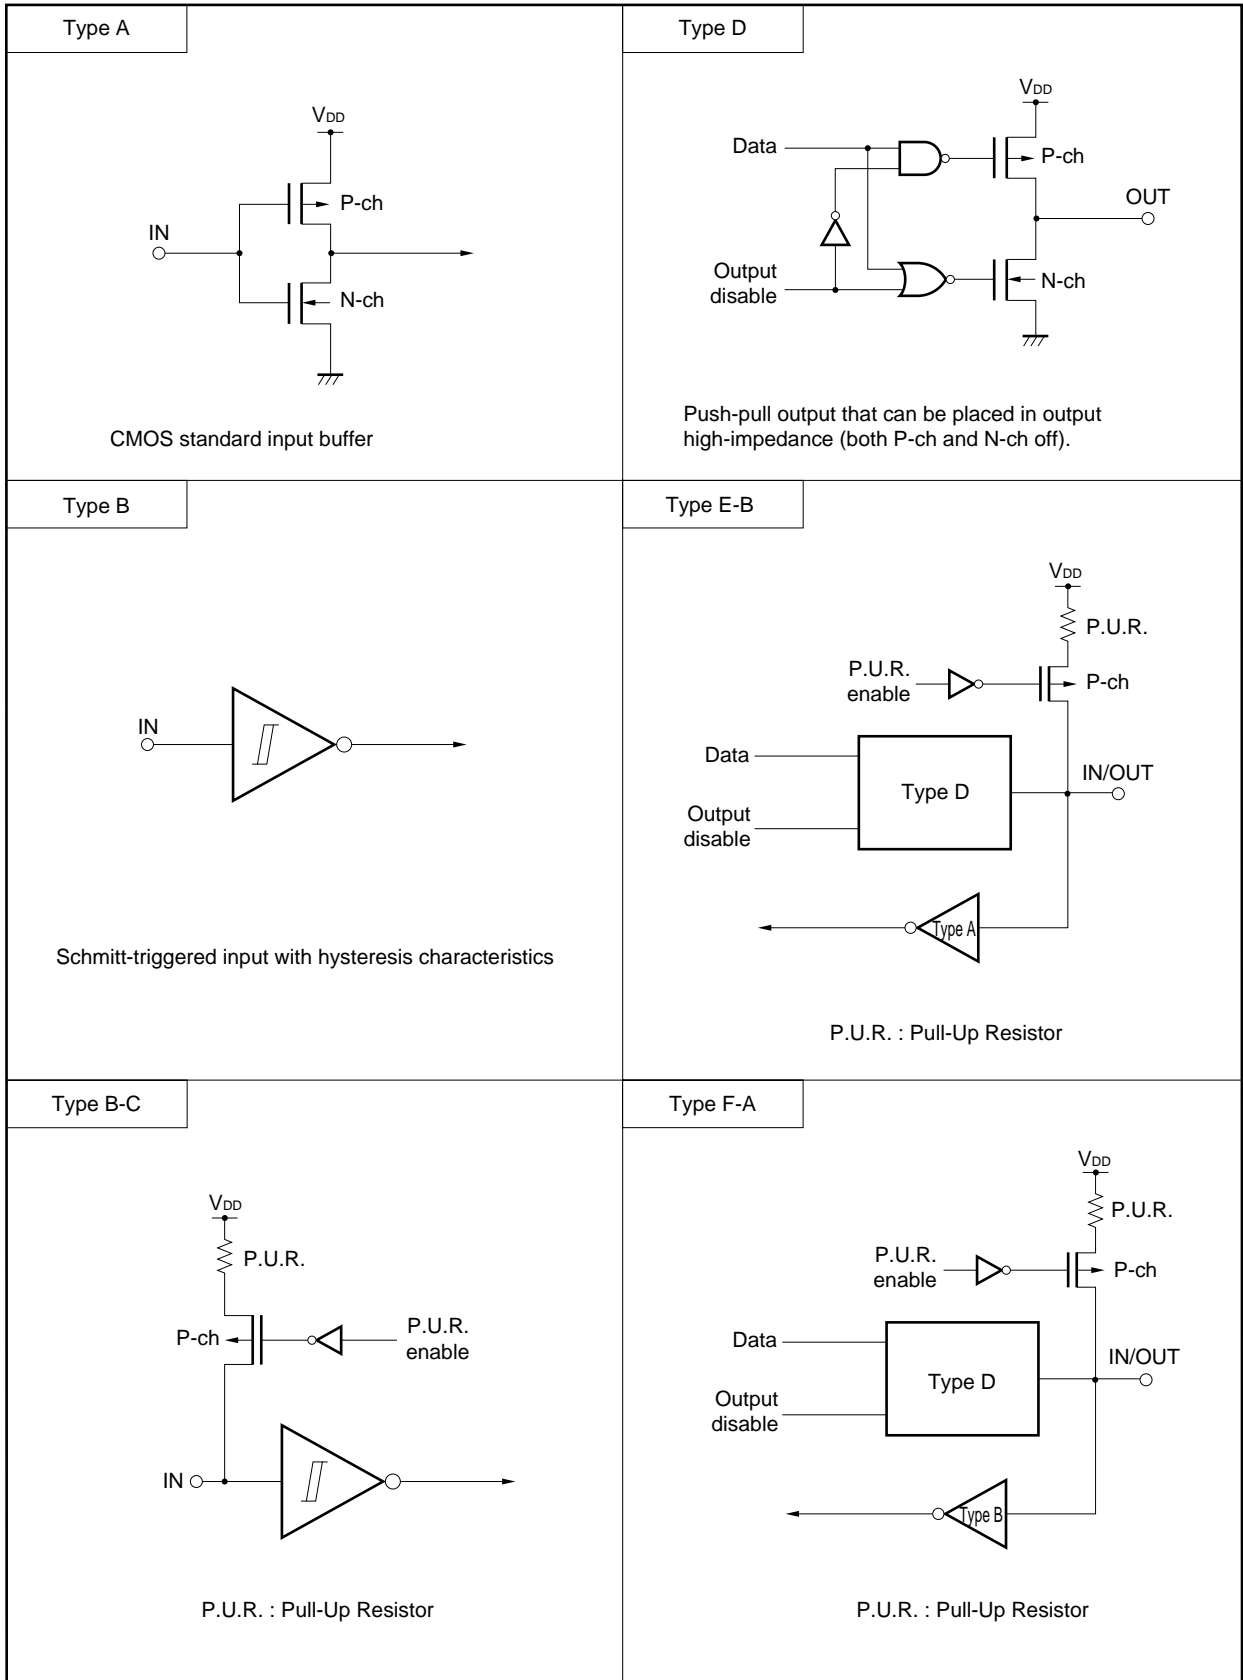 Type A
VDD
P-ch
IN
N-ch
CMOS standard input buffer
Type D
VDD
Data
P-ch
OUT
Output
disable
N-ch
Push-pull output that can be placed in output
high-impedance (both P-ch and N-ch off).
Type B
IN
Schmitt-triggered input with hysteresis characteristics
Type E-B
VDD
P.U.R.
P.U.R.
enable
P-ch
Data
IN/OUT
Type D
Output
disable
Type A
P.U.R. : Pull-Up Resistor
Type B-C
VDD
P.U.R.
P-ch
P.U.R.
enable
IN
P.U.R. : Pull-Up Resistor
Type F-A
VDD
P.U.R.
P.U.R.
enable
P-ch
Data
IN/OUT
Type D
Output
disable
Type B
P.U.R. : Pull-Up Resistor